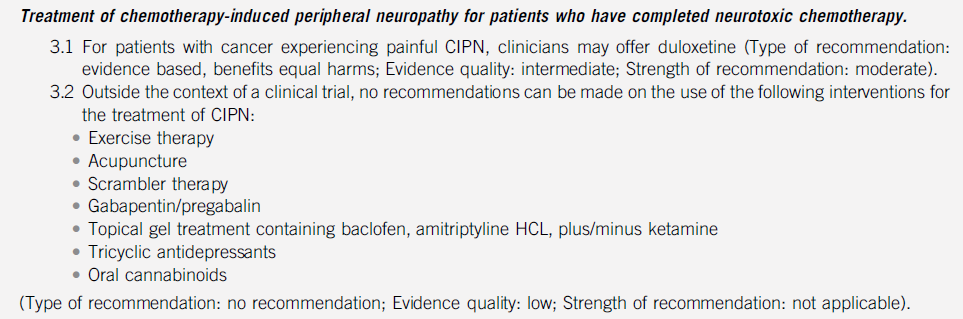 Treatment of chemotherapy-induced peripheral neuropathy for patients who have completed neurotoxic chemotherapy.
3.1 For patients with cancer experiencing painful CIPN, clinicians may offer duloxetine (Type of recommendation:
evidence based, benefits equal harms; Evidence quality: intermediate; Strength of recommendation: moderate).
3.2 Outside the context of a clinical trial, no recommendations can be made on the use of the following interventions for
the treatment of CIPN:
• Exercise therapy
• Acupuncture
• Scrambler therapy
• Gabapentin/pregabalin
• Topical gel treatment containing baclofen, amitriptyline HCL, plus/minus ketamine
• Tricyclic antidepressants
• Oral cannabinoids
(Type of recommendation: no recommendation; Evidence quality: low; Strength of recommendation: not applicable).